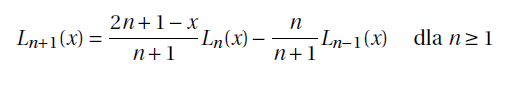 L_{n+1}(x) = \frac{2n+1-x}{n+1} L_n(x) - \frac{n}{n+1} L_{n-1}(x) dla n ≥ 1